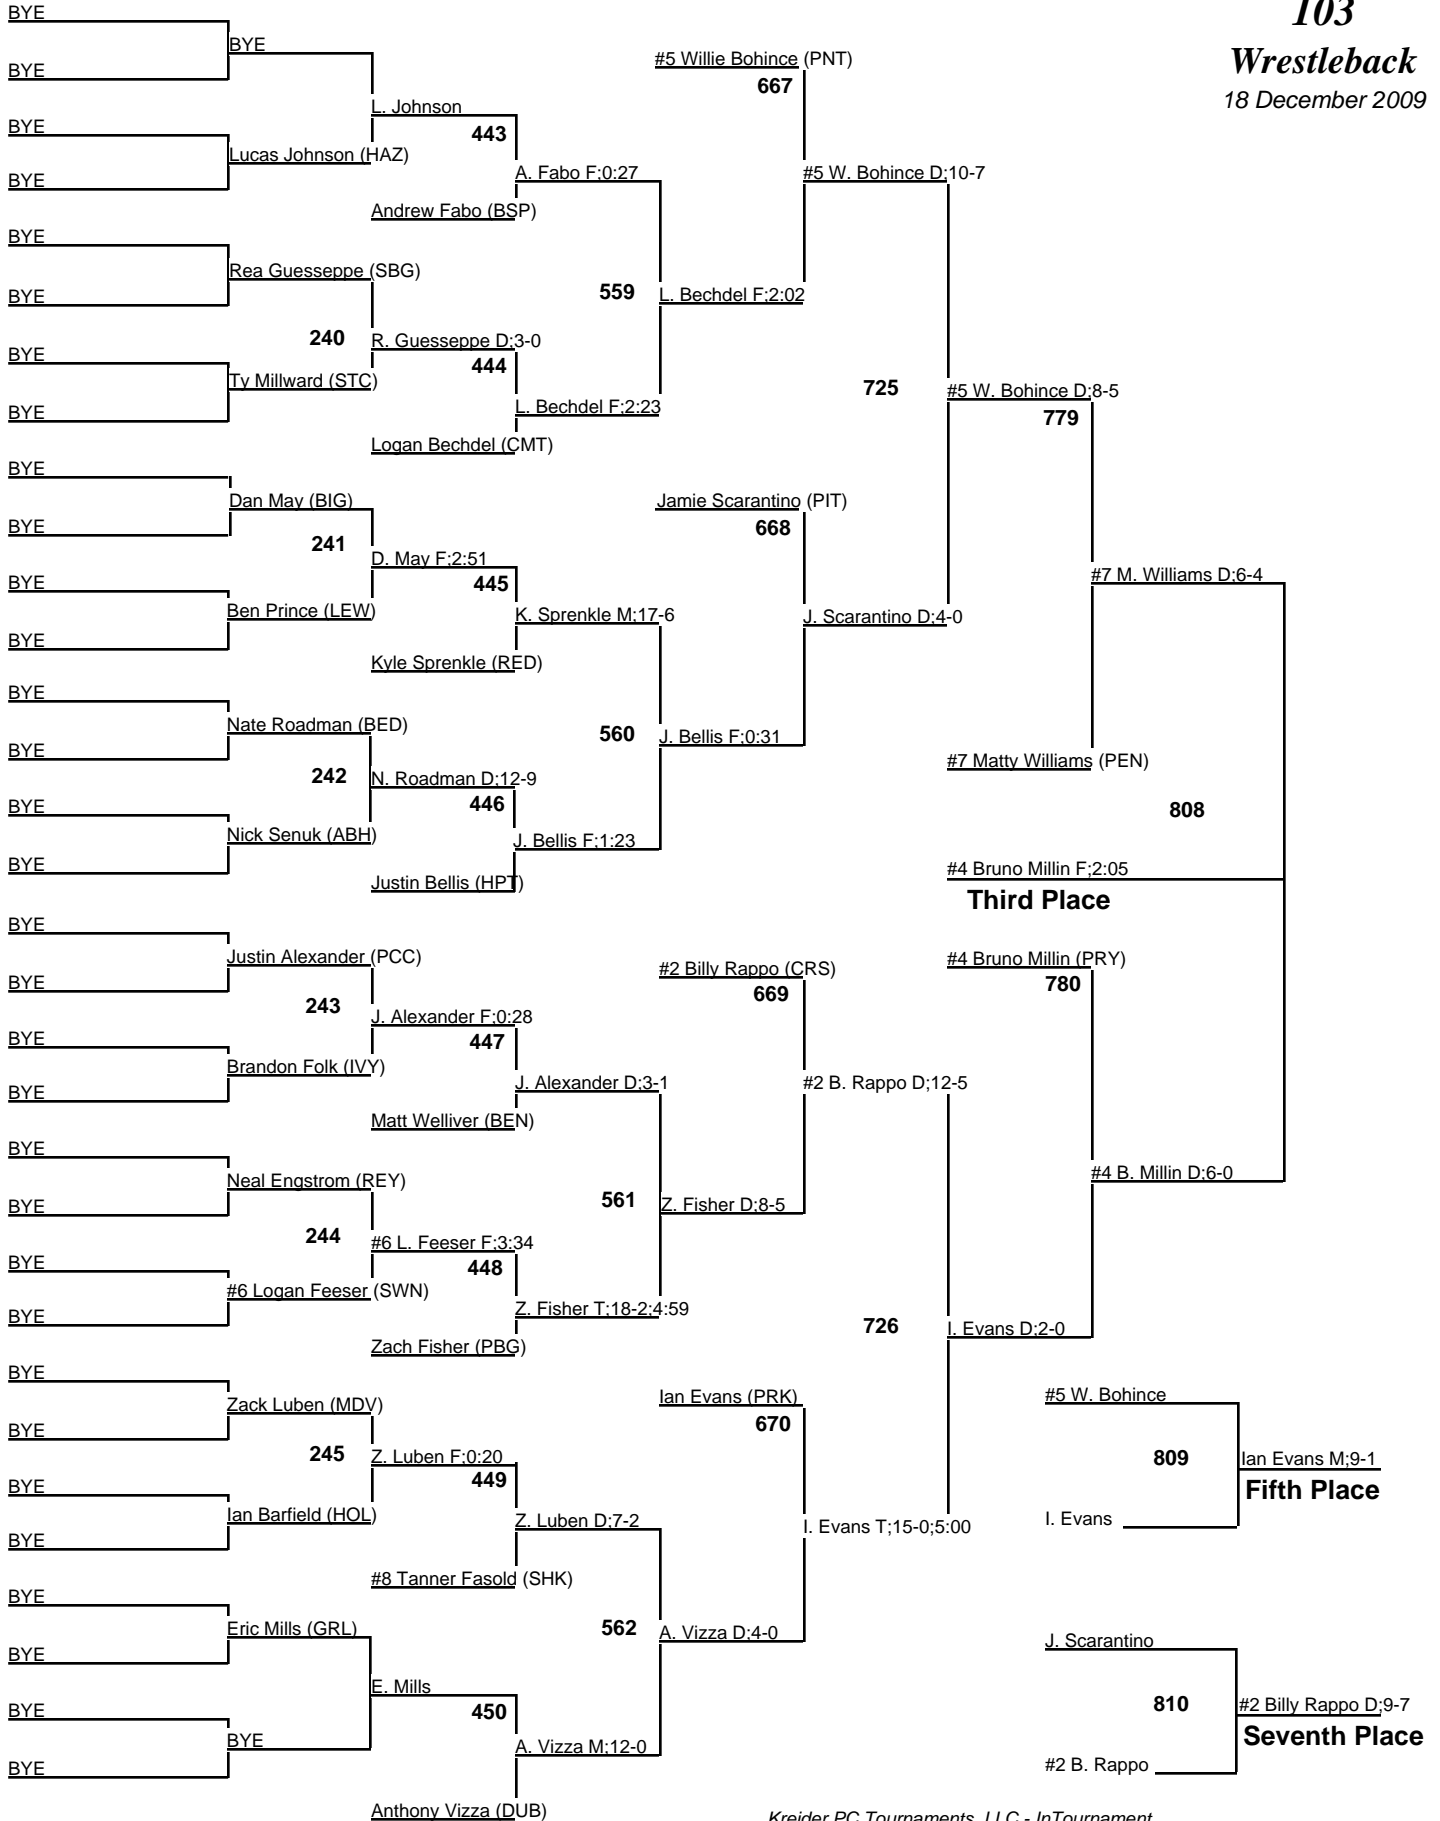 BYE
103
BYE
Wrestleback
#5 Willie Bohince (PNT)
BYE
667
18 December 2009
L. Johnson
BYE
443
Lucas Johnson (HAZ)
A. Fabo F;0:27
#5 W. Bohince D;10-7
BYE
Andrew Fabo (BSP)
BYE
Rea Guesseppe (SBG)
559
L. Bechdel F;2:02
BYE
240
R. Guesseppe D;3-0
BYE
444
Ty Millward (STC)
725
#5 W. Bohince D;8-5
L. Bechdel F;2:23
BYE
779
Logan Bechdel (CMT)
BYE
Dan May (BIG)
Jamie Scarantino (PIT)
BYE
668
241
D. May F;2:51
#7 M. Williams D;6-4
BYE
445
Ben Prince (LEW)
K. Sprenkle M;17-6
J. Scarantino D;4-0
BYE
Kyle Sprenkle (RED)
BYE
Nate Roadman (BED)
560
J. Bellis F;0:31
BYE
#7 Matty Williams (PEN)
242
N. Roadman D;12-9
BYE
446
808
Nick Senuk (ABH)
J. Bellis F;1:23
BYE
#4 Bruno Millin F;2:05
Justin Bellis (HPT)
Third Place
BYE
Justin Alexander (PCC)
#4 Bruno Millin (PRY)
#2 Billy Rappo (CRS)
BYE
780
669
243
J. Alexander F;0:28
BYE
447
Brandon Folk (IVY)
J. Alexander D;3-1
#2 B. Rappo D;12-5
BYE
Matt Welliver (BEN)
BYE
Neal Engstrom (REY)
#4 B. Millin D;6-0
561
BYE
Z. Fisher D;8-5
244
#6 L. Feeser F;3:34
BYE
448
#6 Logan Feeser (SWN)
Z. Fisher T;18-2;4:59
BYE
726
I. Evans D;2-0
Zach Fisher (PBG)
BYE
Zack Luben (MDV)
Ian Evans (PRK)
#5 W. Bohince
BYE
670
245
Z. Luben F;0:20
809
Ian Evans M;9-1
BYE
449
Fifth Place
Ian Barfield (HOL)
Z. Luben D;7-2
I. Evans T;15-0;5:00
I. Evans
BYE
#8 Tanner Fasold (SHK)
BYE
Eric Mills (GRL)
562
A. Vizza D;4-0
J. Scarantino
BYE
E. Mills
BYE
450
810
#2 Billy Rappo D;9-7
BYE
A. Vizza M;12-0
Seventh Place
BYE
#2 B. Rappo
Anthony Vizza (DUB)
Kreider PC Tournaments, LLC - InTournament